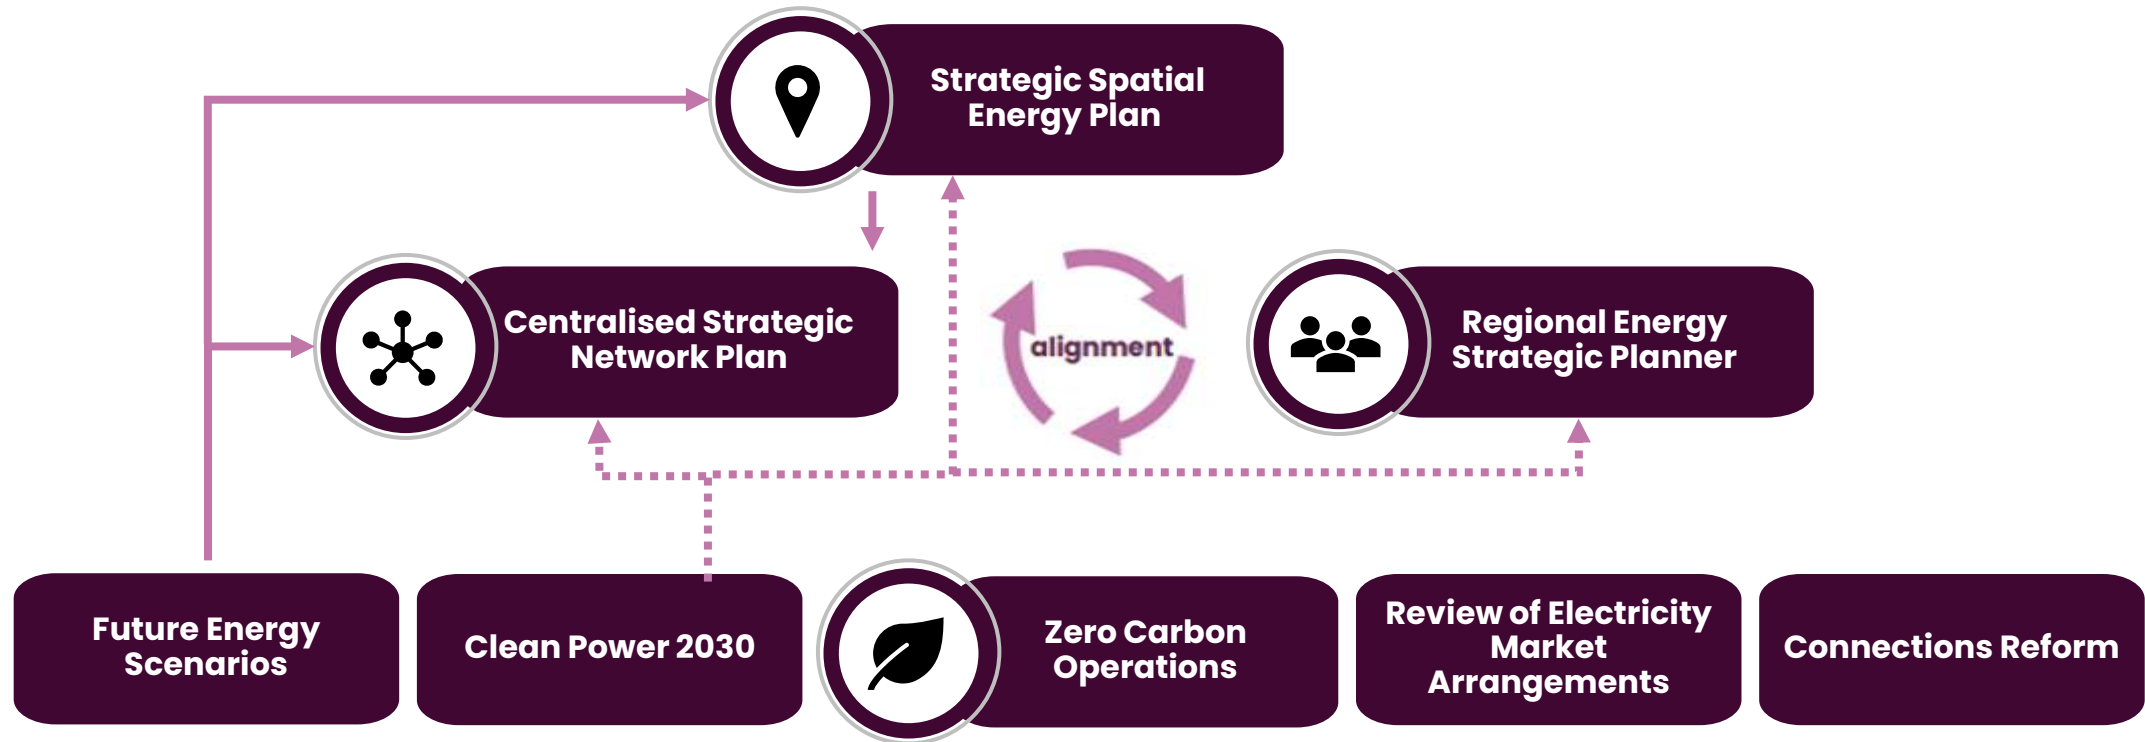 Strategic Spatial
Energy Plan
Centralised Strategic
Network Plan
alignment
Regional Energy
Strategic Planner
Future Energy
Scenarios
Clean Power 2030
Zero Carbon
Operations
Review of Electricity
Market
Arrangements
Connections Reform